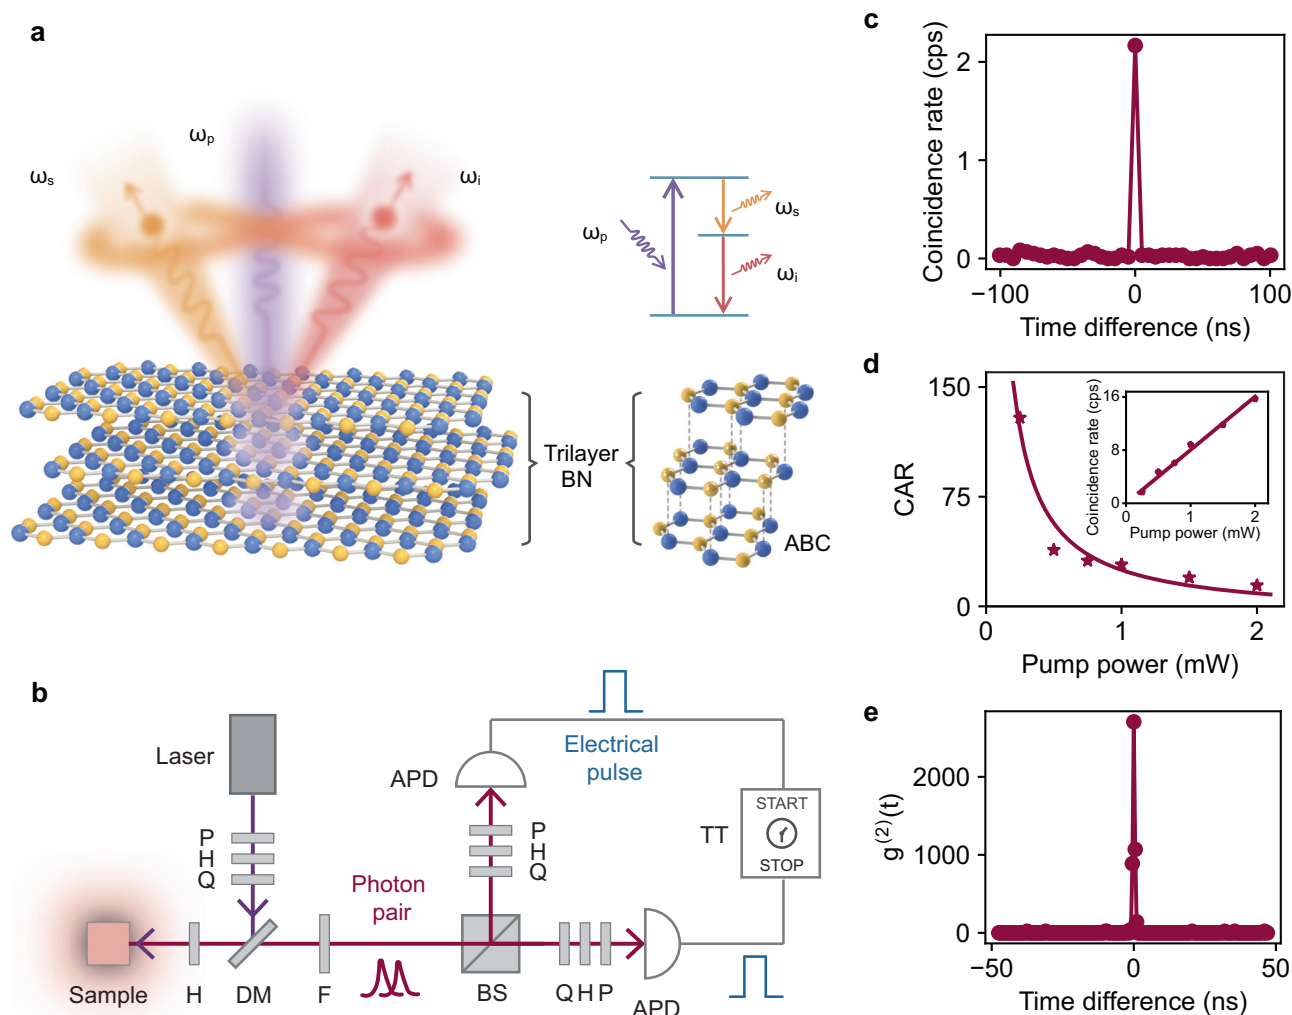 a
ωp
ωs
ωi
ωp
ωs
ωi
Trilayer
BN
ABC
b
Laser
P
H
Q
Sample
H
DM
F
Photon
pair
BS
Q H P
APD
P
H
Q
APD
Electrical
pulse
TT
START
STOP
c
Coincidence rate (cps)
2
1
0
−100
0
100
Time difference (ns)
d
CAR
150
75
0
0
1
2
Pump power (mW)
Coincidence rate (cps)
16
8
0
0
1
2
Pump power (mW)
e
g(2)(t)
2000
1000
0
−50
0
50
Time difference (ns)